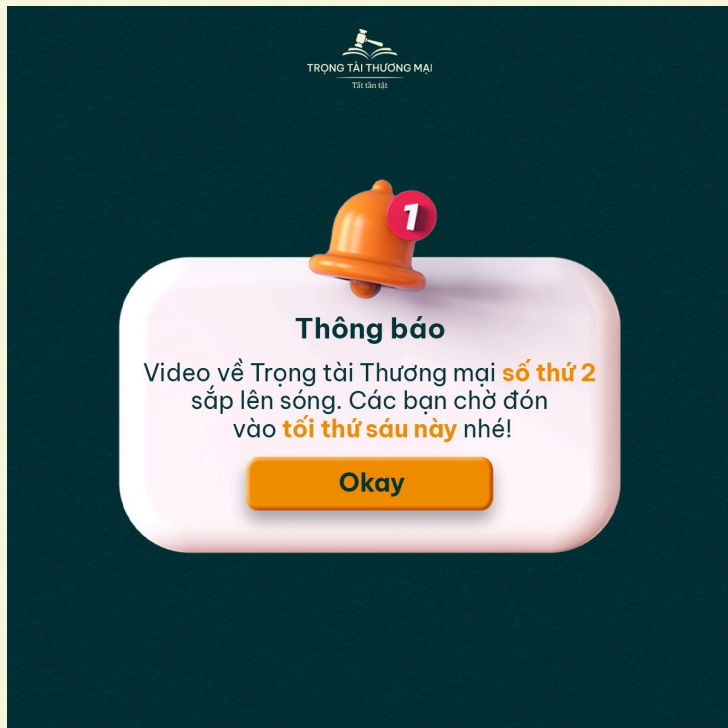 TRỌNG TÀI THƯƠNG MẠI
Tất tần tật
1
Thông báo
Video về Trọng tài Thương mại số thứ 2
sắp lên sóng. Các bạn chờ đón
vào tối thứ sáu này nhé!
Okay